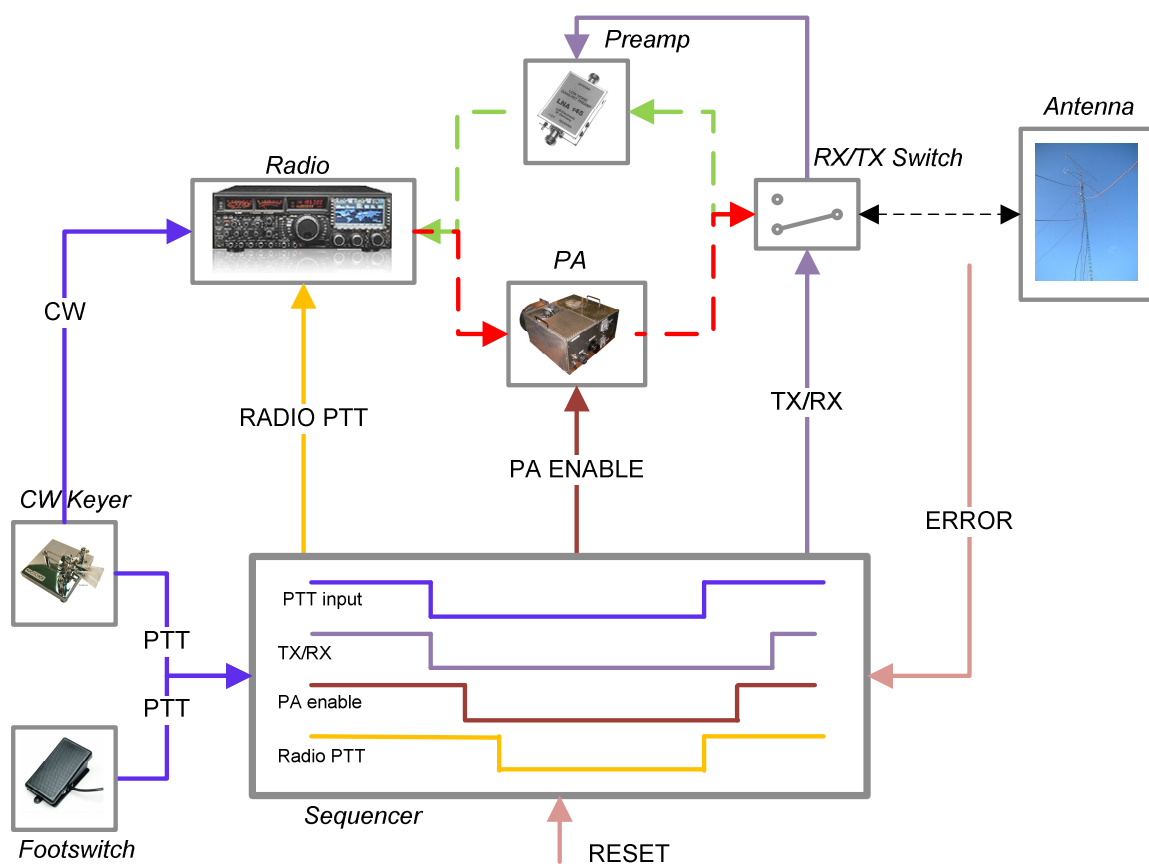 Preamp
Antenna
Radio
RX/TX Switch
LNA
PA
CW
RADIO PTT
TX/RX
PA ENABLE
CW Keyer
ERROR
PTT input
PTT
TX/RX
PTT
PA enable
Radio PTT
Sequencer
Footswitch
RESET